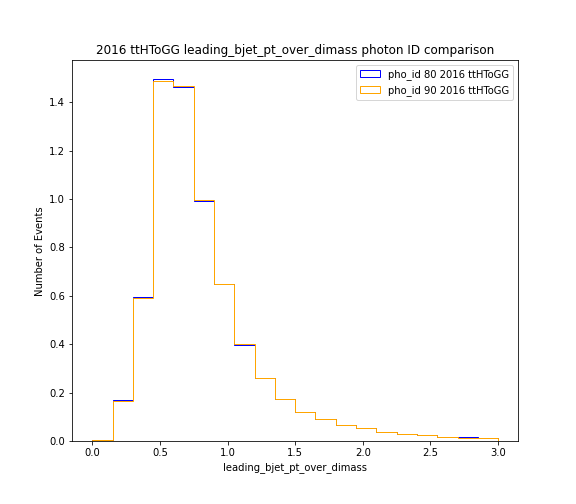 2016 ttHToGG leading_bjet_pt_over_dimass photon ID comparison
pho_id 80 2016 ttHToGG
pho_id 90 2016 ttHToGG
Number of Events
1.4
1.2
1.0
0.8
0.6
0.4
0.2
0.0
0.0 0.5 1.0 1.5 2.0 2.5 3.0
leading_bjet_pt_over_dimass